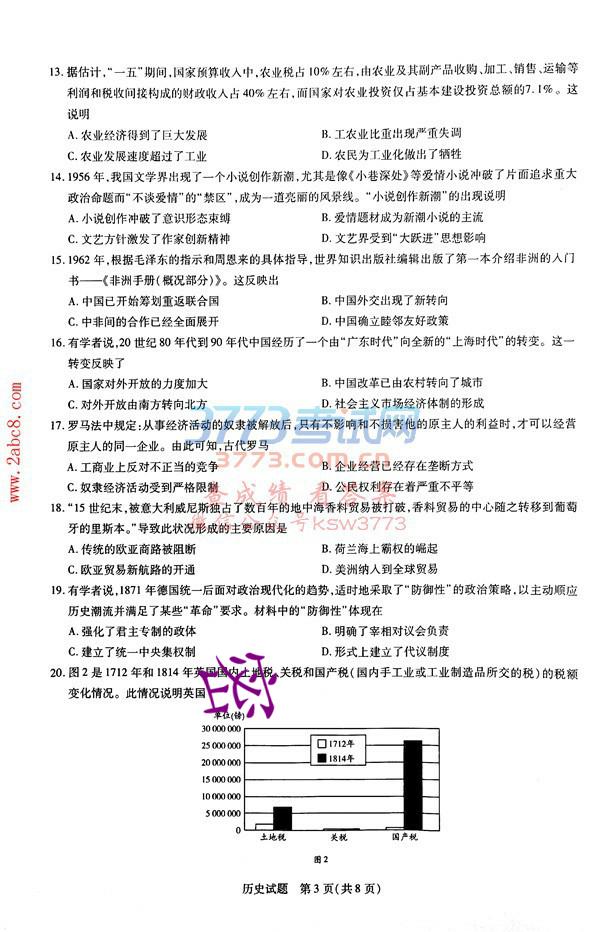 13. 据估计，“一五”期间，国家预算收入中，农业税占10%左右，由农业及其副产品收购、加工、销售、运输等
利润和税收间接构成的财政收入占40%左右，而国家对农业投资仅占基本建设投资总额的7.1%。这
说明
A. 农业经济得到了巨大发展 B. 工农业比重出现严重失调
C. 农业发展速度超过了工业 D. 农民为工业化做出了牺牲
14. 1956年，我国文学界出现了一个小说创作新潮，尤其是像《小巷深处》等爱情小说冲破了片面追求重大
政治命题而“不谈爱情”的“禁区”，成为一道亮丽的风景线。“小说创作新潮”的出现说明
A. 小说创作冲破了意识形态束缚 B. 爱情题材成为新潮小说的主流
C. 文艺方针激发了作家创新精神 D. 文艺界受到“大跃进”思想影响
15. 1962年，根据毛泽东的指示和周恩来的具体指导，世界知识出版社编辑出版了第一本介绍非洲的入门
书——《非洲手册（概况部分）》。这反映出
A. 中国已开始筹划重返联合国 B. 中国外交出现了新转向
C. 中非间的合作已经全面展开 D. 中国确立睦邻友好政策
16. 有学者说，20世纪80年代到90年代中国经历了一个由“广东时代”向全新的“上海时代”的转变。这一
转变反映了
A. 国家对外开放的力度加大 B. 中国改革已由农村转向了城市
C. 对外开放由南方转向北方 D. 社会主义市场经济体制的形成
17. 罗马法中规定：从事经济活动的奴隶被解放后，只有不影响和不损害他的原主人的利益时，才可以经营
原主人的同一企业。由此可知，古代罗马
A. 工商业上反对不正当的竞争 B. 企业经营已经存在垄断方式
C. 奴隶经济活动受到严格限制 D. 公民权利存在着严重不平等
18. “15世纪末，被意大利威尼斯独占了数百年的地中海香料贸易被打破，香料贸易的中心随之转移到葡萄
牙的里斯本。”导致此状况形成的主要原因是
A. 传统的欧亚商路被阻断 B. 荷兰海上霸权的崛起
C. 欧亚贸易新航路的开通 D. 美洲纳入到全球贸易
19. 有学者说，1871年德国统一后面对政治现代化的趋势，适时地采取了“防御性”的政治策略，以主动顺应
历史潮流并满足了某些“革命”要求。材料中的“防御性”体现在
A. 强化了君主专制的政体 B. 明确了宰相对议会负责
C. 建立了统一中央集权制 D. 形式上建立了代议制度
20. 图2是1712年和1814年英国国内土地税、关税和国产税（国内手工业或工业制造品所交的税）的税额
变化情况。此情况说明英国
单位（镑）
30 000 000
25 000 000
20 000 000
15 000 000
10 000 000
5 000 000
0
1712年
1814年
土地税 关税 国产税
图2
历史试题 第3页（共8页）
www.2abc8.com
3773考试网
3773.com.cn
查成绩 看答案
微信公众号ksw3773